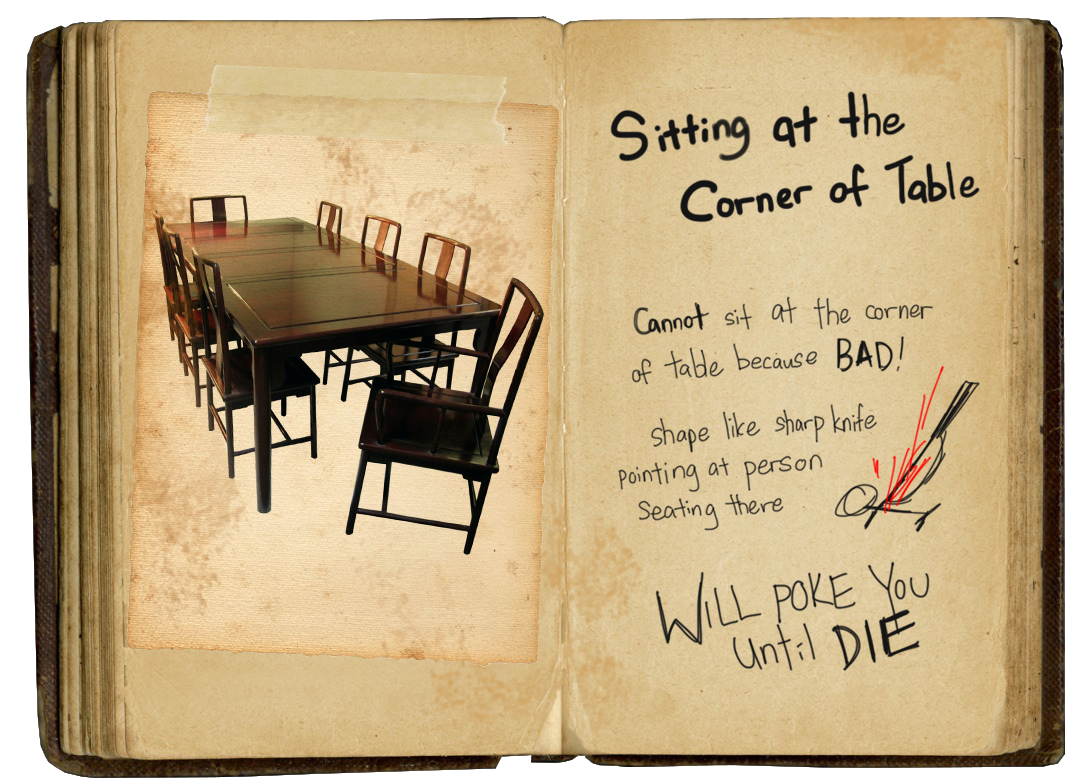 Sitting at the
Corner of Table
Cannot sit at the corner
of table because BAD!
shape like sharp knife
pointing at person
Seating there
WILL POKE YOU
Until DIE